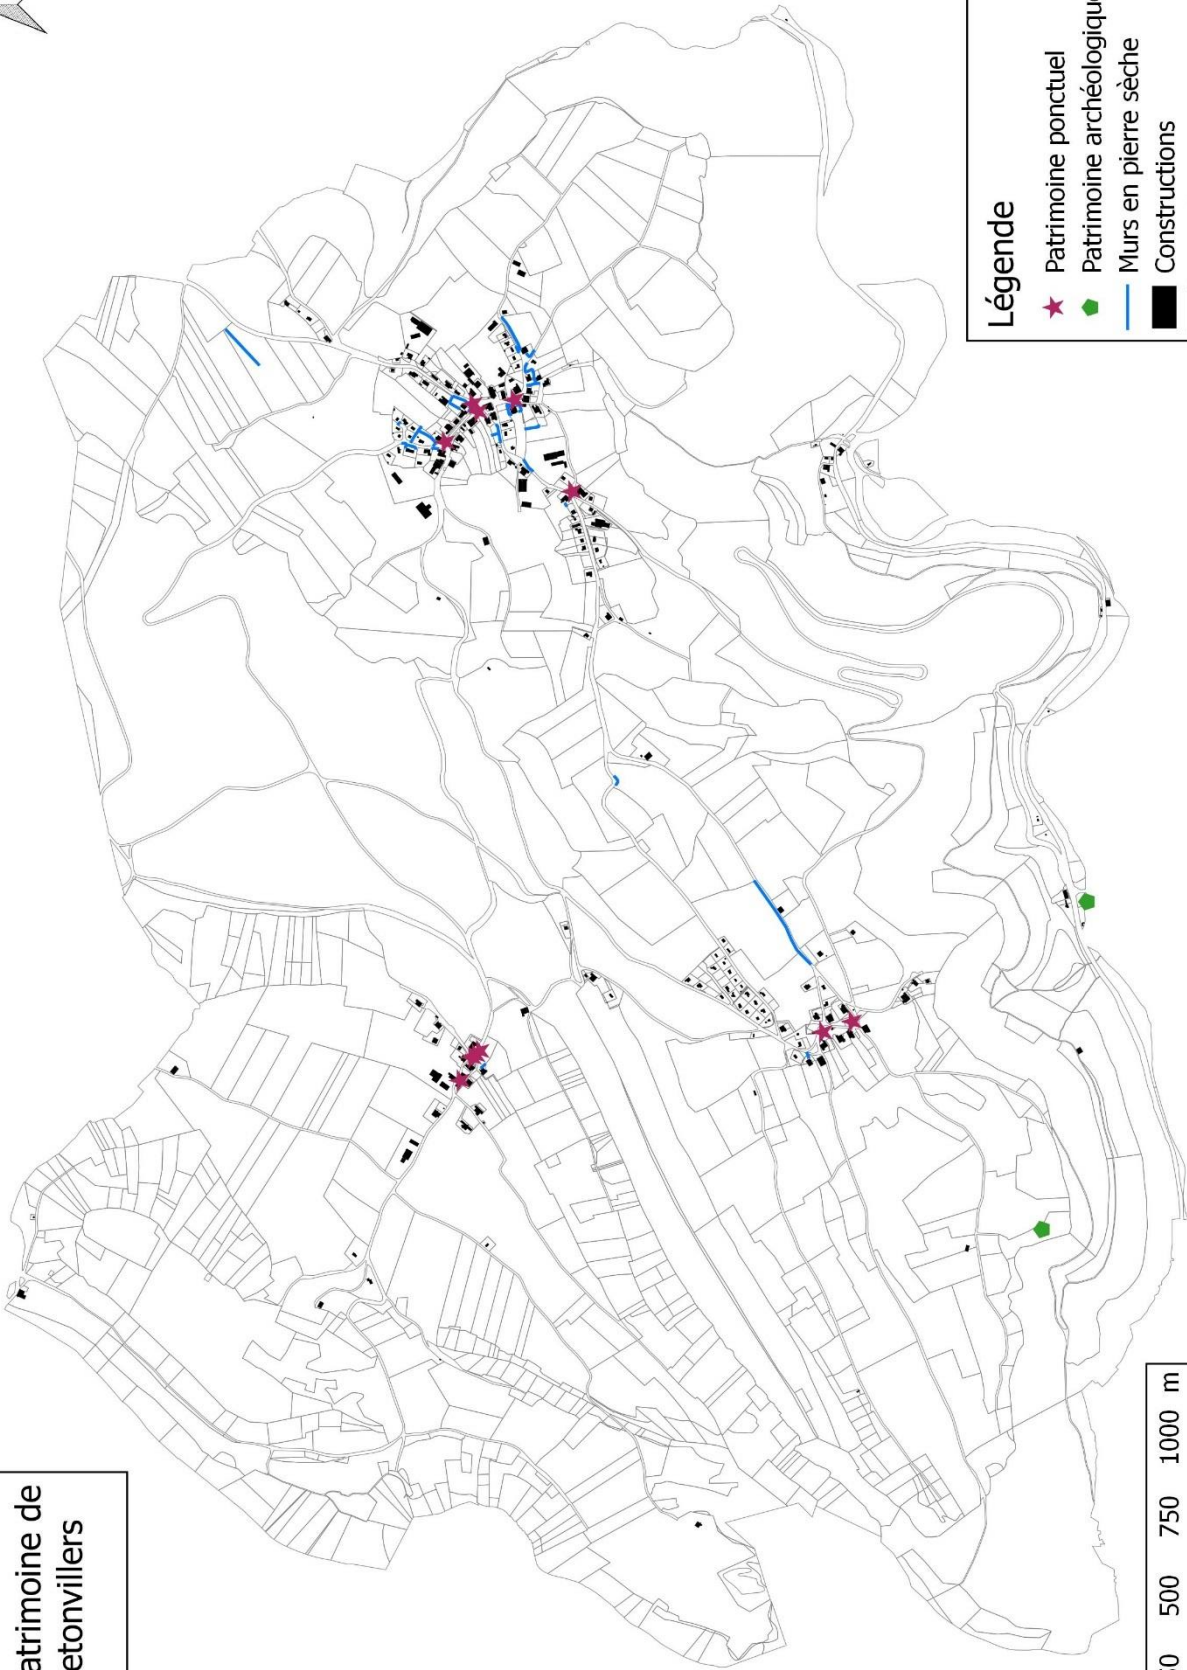 atrimoine de
etonvillers
Légende
Patrimoine ponctuel
Patrimoine archéologique
Murs en pierre sèche
Constructions
500 750 1000 m